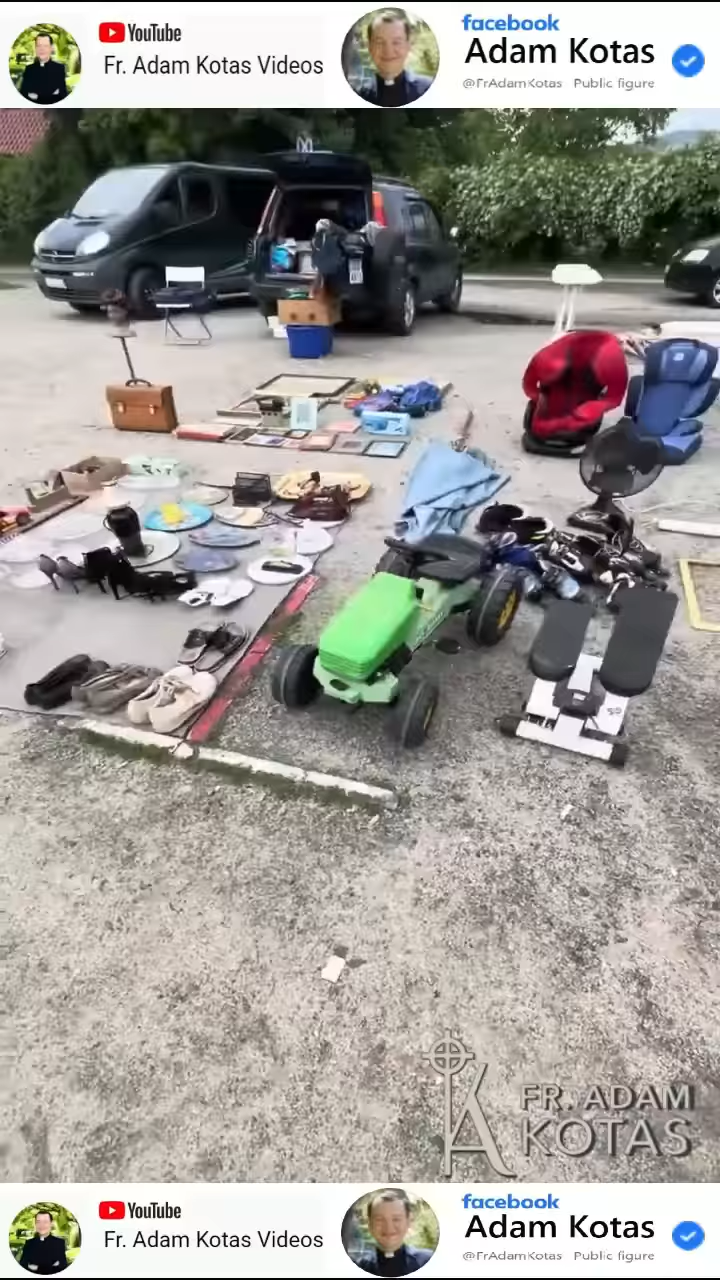 YouTube
Fr. Adam Kotas Videos
facebook
Adam Kotas
@FrAdamKotas Public figure
FR. ADAM
KOTAS
YouTube
Fr. Adam Kotas Videos
facebook
Adam Kotas
@FrAdamKotas Public figure